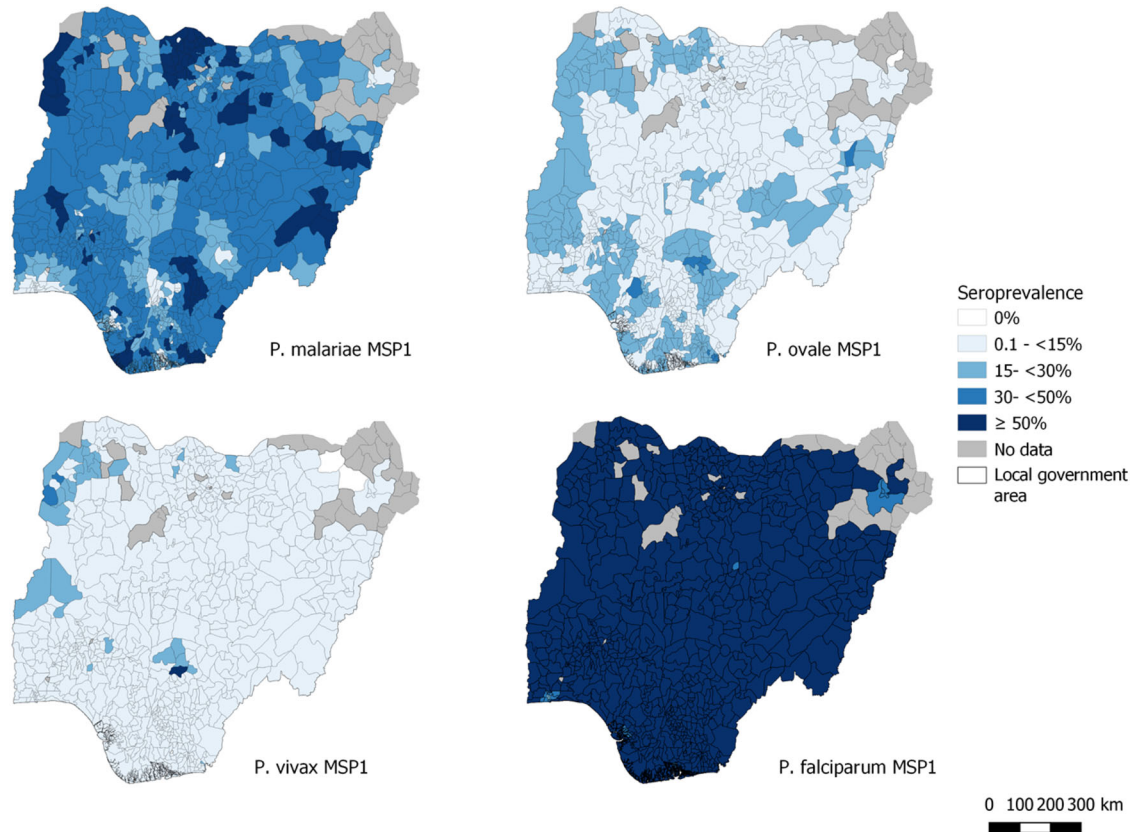 P. malariae MSP1
P. ovale MSP1
Seroprevalence
0%
0.1 - <15%
15- <30%
30- <50%
≥ 50%
No data
Local government
area
P. vivax MSP1
P. falciparum MSP1
0 100 200 300 km